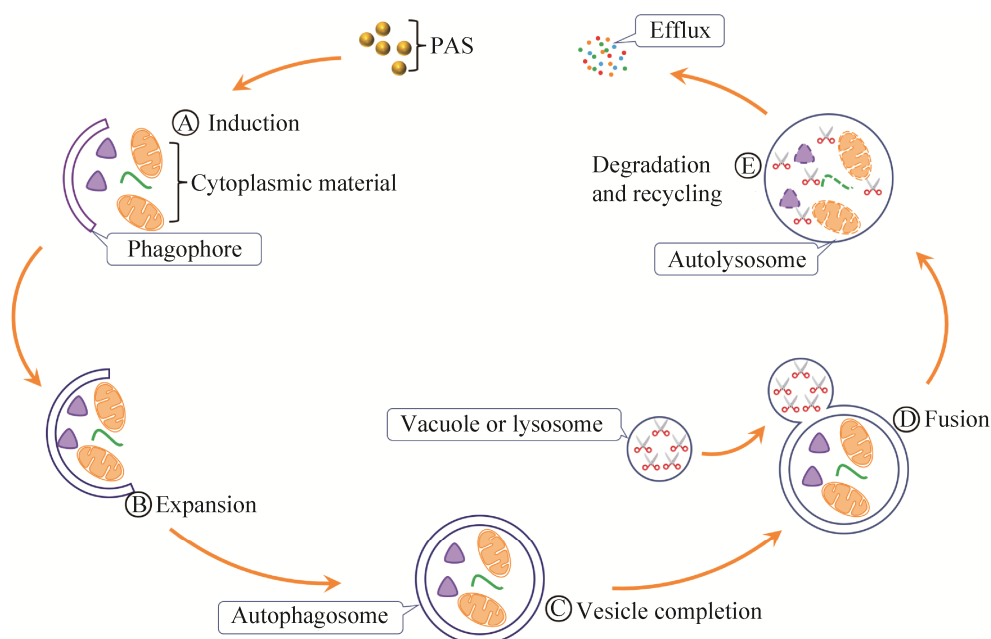 PAS
Efflux
Ⓐ Induction
Cytoplasmic material
Phagophore
Degradation
and recycling
Ⓔ
Autolysosome
Ⓑ Expansion
Vacuole or lysosome
Ⓓ Fusion
Autophagosome
Ⓒ Vesicle completion